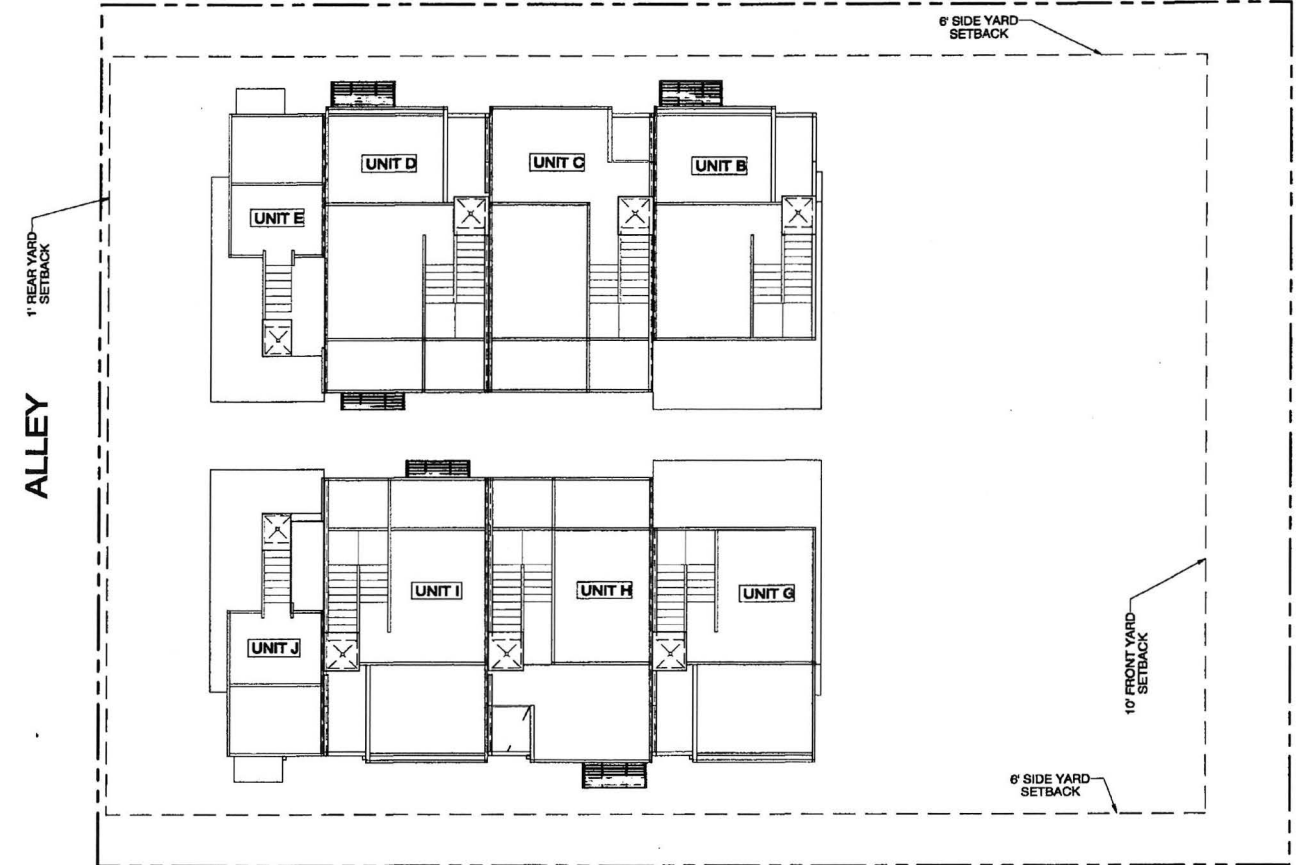 6' SIDE YARD
SETBACK
UNIT D
UNIT C
UNIT B
UNIT E
1' REAR YARD
SETBACK
ALLEY
UNIT I
UNIT H
UNIT G
UNIT J
10' FRONT YARD
SETBACK
6' SIDE YARD
SETBACK